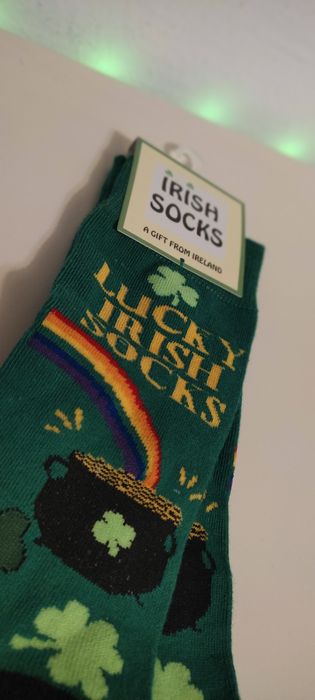 IRISH
SOCKS
A GIFT FROM IRELAND
LUCKY
IRISH
SOCKS